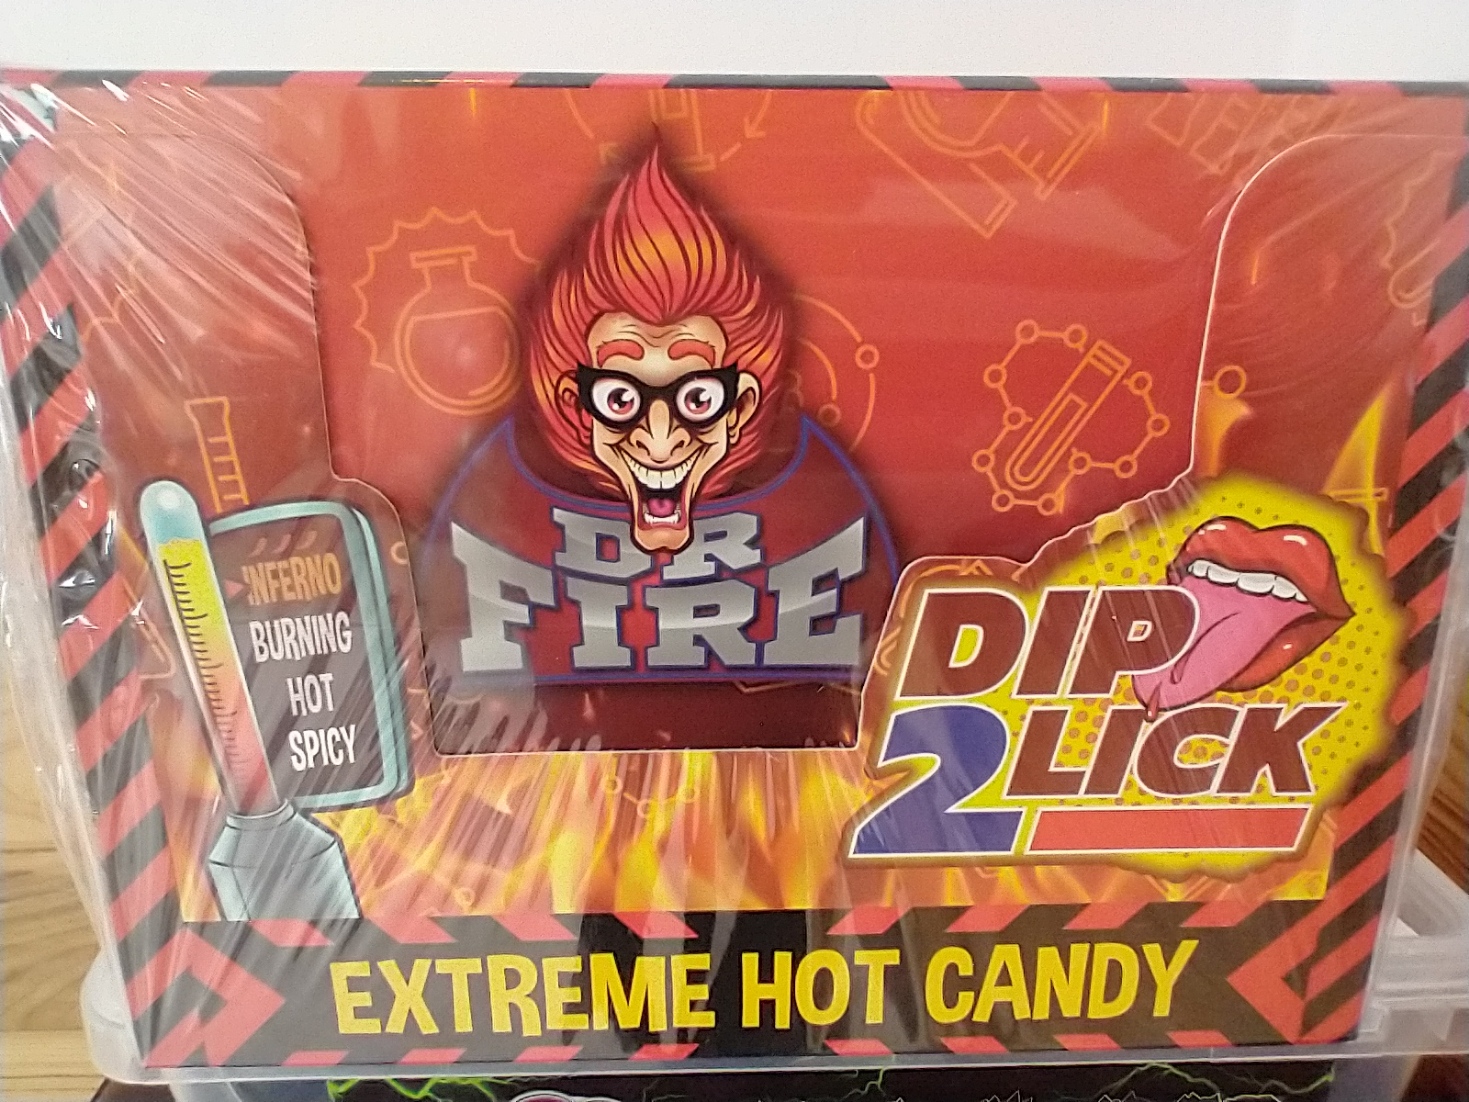 DR
FIRE
INFERNO
BURNING
HOT
SPICY
DIP
2LICK
EXTREME HOT CANDY